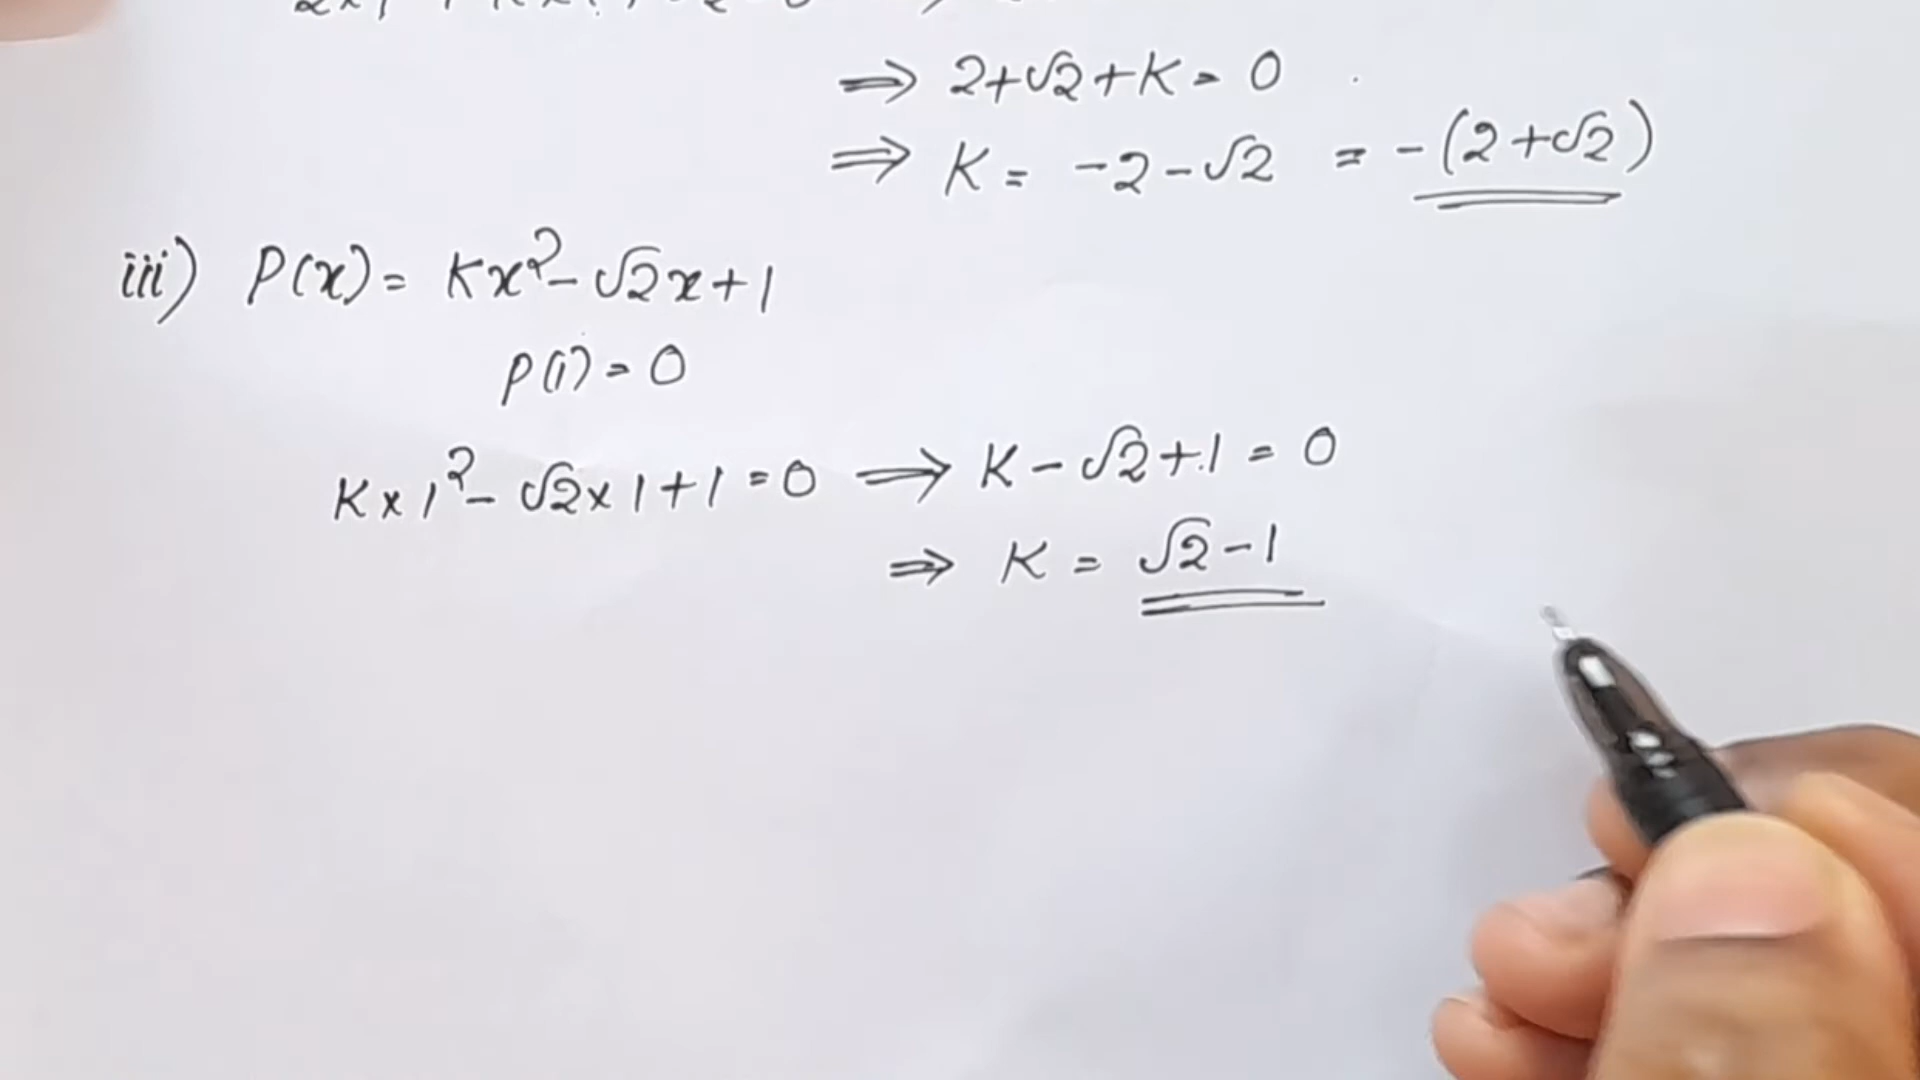 ⇒ 2+√2+K = 0
⇒ K = -2-√2 = -(2+√2)
iii) P(x) = Kx²-√2x+1
P(1) = 0
K×1²-√2×1+1=0 ⇒ K-√2+1 = 0
⇒ K = √2-1